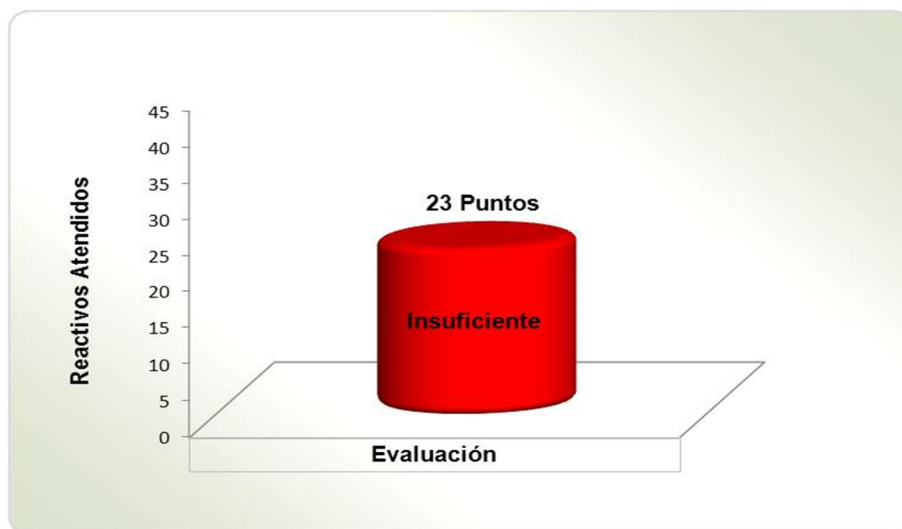 Reactivos Atendidos
45
40
35
30
25
20
15
10
5
0
23 Puntos
Insuficiente
Evaluación